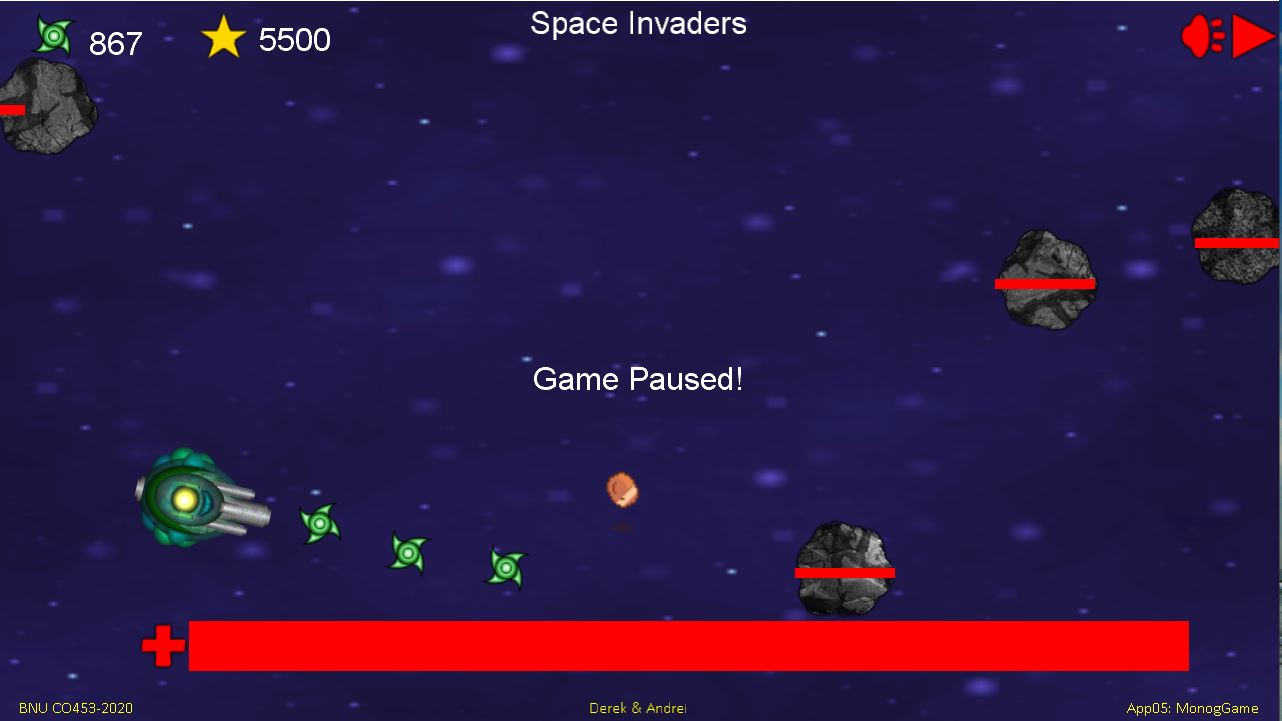 Space Invaders
867
5500
Game Paused!
BNU CO453-2020
Derek & Andrei
App05: MonogGame